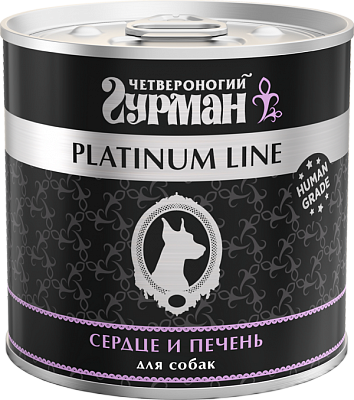 ЧЕТВЕРОНОГИЙ
ГУРМАН
PLATINUM LINE
HUMAN
GRADE
СЕРДЦЕ И ПЕЧЕНЬ
для собак